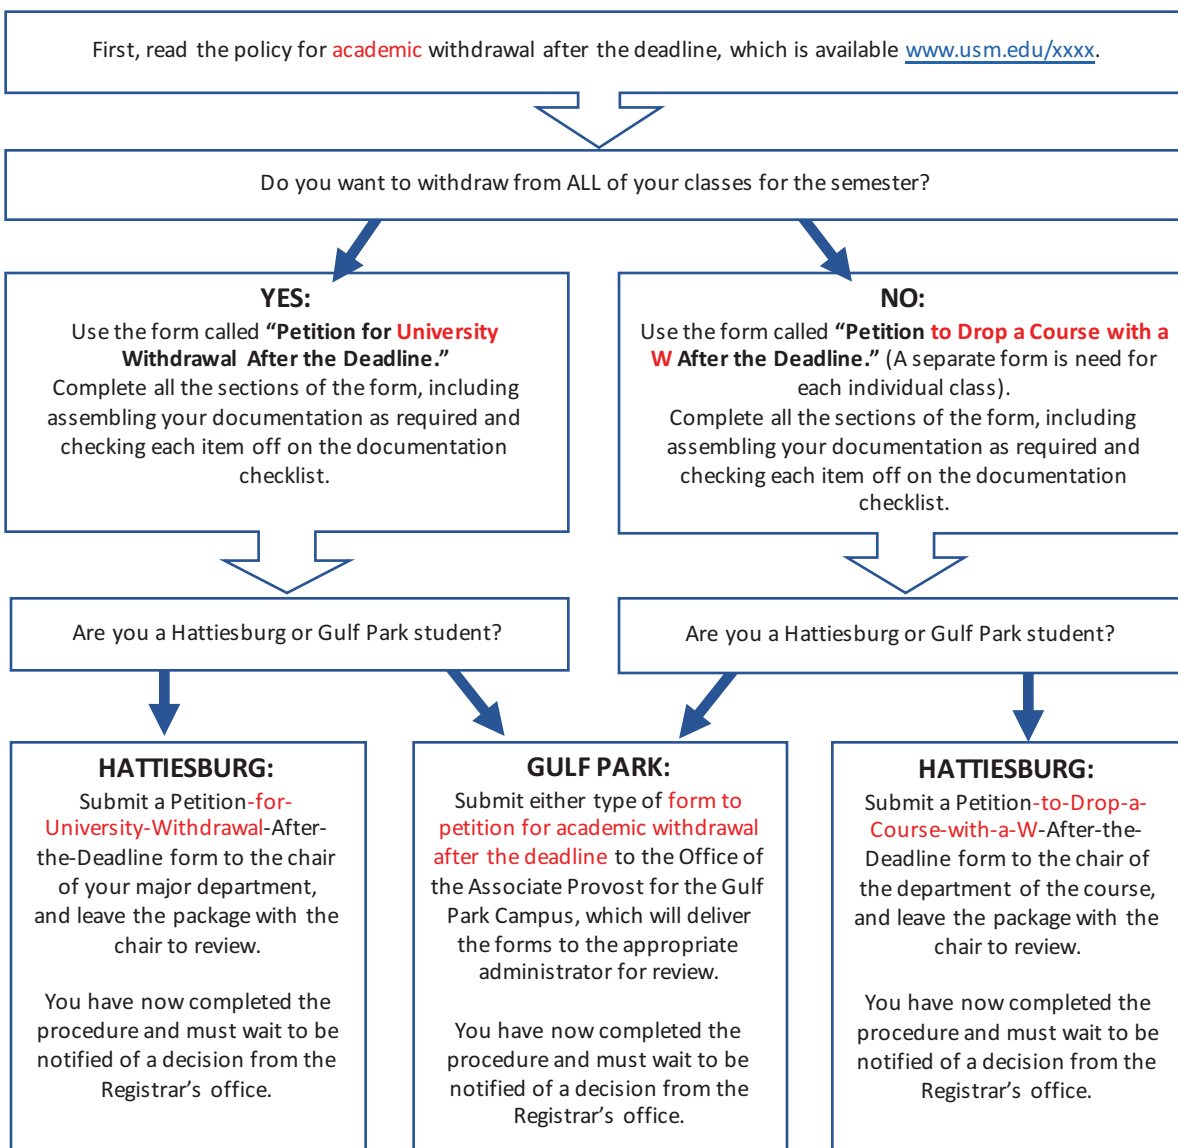 First, read the policy for academic withdrawal after the deadline, which is available www.usm.edu/xxxx.
Do you want to withdraw from ALL of your classes for the semester?
YES:
Use the form called “Petition for University
Withdrawal After the Deadline.”
Complete all the sections of the form, including
assembling your documentation as required and
checking each item off on the documentation
checklist.
NO:
Use the form called “Petition to Drop a Course with a
W After the Deadline.” (A separate form is need for
each individual class).
Complete all the sections of the form, including
assembling your documentation as required and
checking each item off on the documentation
checklist.
Are you a Hattiesburg or Gulf Park student?
Are you a Hattiesburg or Gulf Park student?
HATTIESBURG:
Submit a Petition-for-
University-Withdrawal-After-
the-Deadline form to the chair
of your major department,
and leave the package with the
chair to review.
You have now completed the
procedure and must wait to be
notified of a decision from the
Registrar’s office.
GULF PARK:
Submit either type of form to
petition for academic withdrawal
after the deadline to the Office of
the Associate Provost for the Gulf
Park Campus, which will deliver
the forms to the appropriate
administrator for review.
You have now completed the
procedure and must wait to be
notified of a decision from the
Registrar’s office.
HATTIESBURG:
Submit a Petition-to-Drop-a-
Course-with-a-W-After-the-
Deadline form to the chair of
the department of the course,
and leave the package with the
chair to review.
You have now completed the
procedure and must wait to be
notified of a decision from the
Registrar’s office.